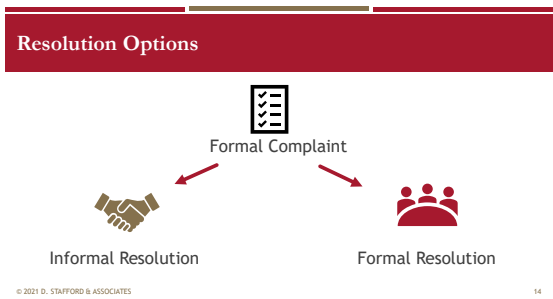 Resolution Options
Formal Complaint
Informal Resolution
Formal Resolution
© 2021 D. STAFFORD & ASSOCIATES
14